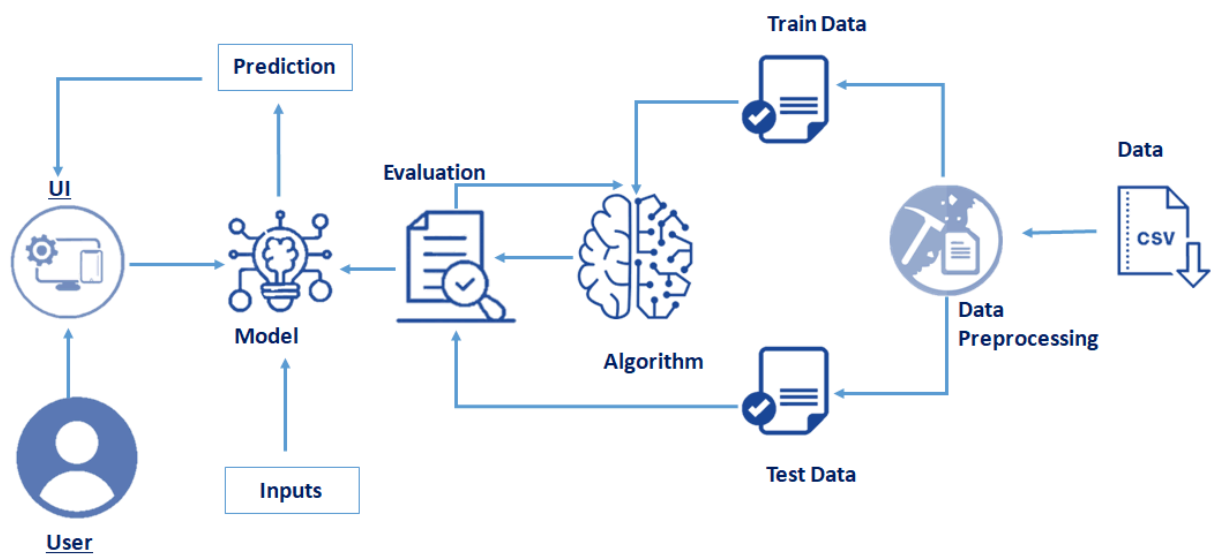 Train Data
Prediction
Evaluation
Data
UI
CSV
Model
Data
Preprocessing
Algorithm
Test Data
Inputs
User